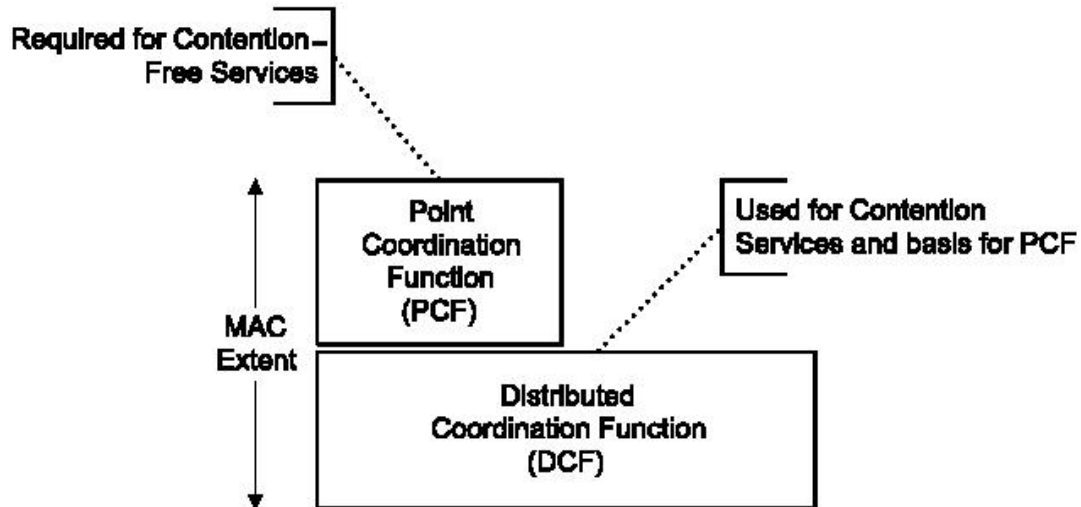 Required for Contention–
Free Services
Point
Coordination
Function
(PCF)
Used for Contention
Services and basis for PCF
MAC
Extent
Distributed
Coordination Function
(DCF)